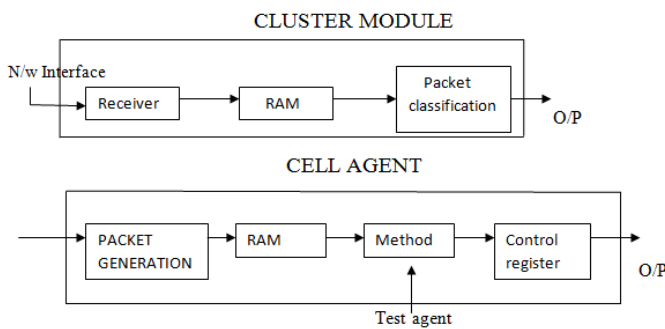 CLUSTER MODULE
N/w Interface
Receiver
RAM
Packet
classification
O/P
CELL AGENT
PACKET
GENERATION
RAM
Method
Control
register
O/P
Test agent